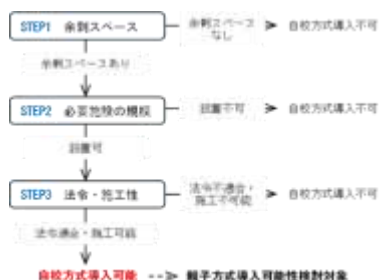 STEP1 余剰スペース
余剰スペース
なし
自校方式導入不可
余剰スペースあり
STEP2 必要施設の規模
設置不可
自校方式導入不可
設置可
STEP3 法令・施工性
法令不適合・
施工不可能
自校方式導入不可
法令適合・施工可能
自校方式導入可能
親子方式導入可能性検討対象